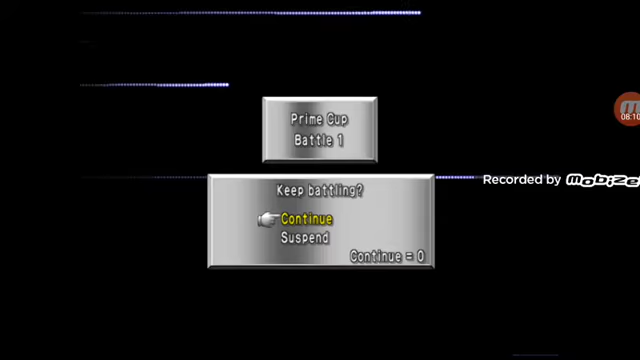 Prime Cup
Battle 1
08:10
Recorded by mobizen
Keep battling?
Continue
Suspend
Continue = 0